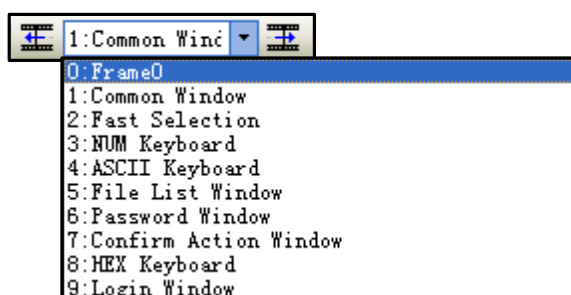 1:Common Wind
0:Frame0
1:Common Window
2:Fast Selection
3:NUM Keyboard
4:ASCII Keyboard
5:File List Window
6:Password Window
7:Confirm Action Window
8:HEX Keyboard
9:Login Window